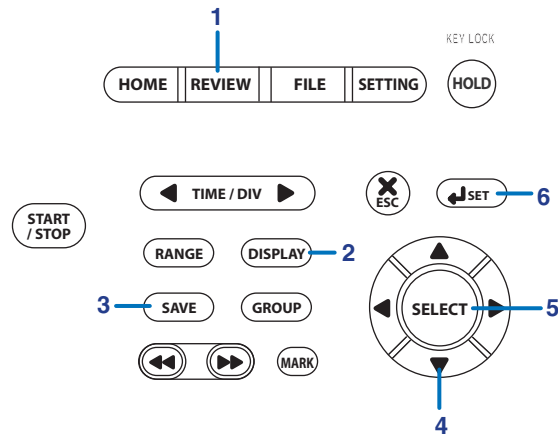 1
KEY LOCK
HOME REVIEW FILE SETTING HOLD
TIME / DIV ESC SET 6
START
/ STOP
RANGE DISPLAY 2
3 SAVE GROUP SELECT 5
MARK
4